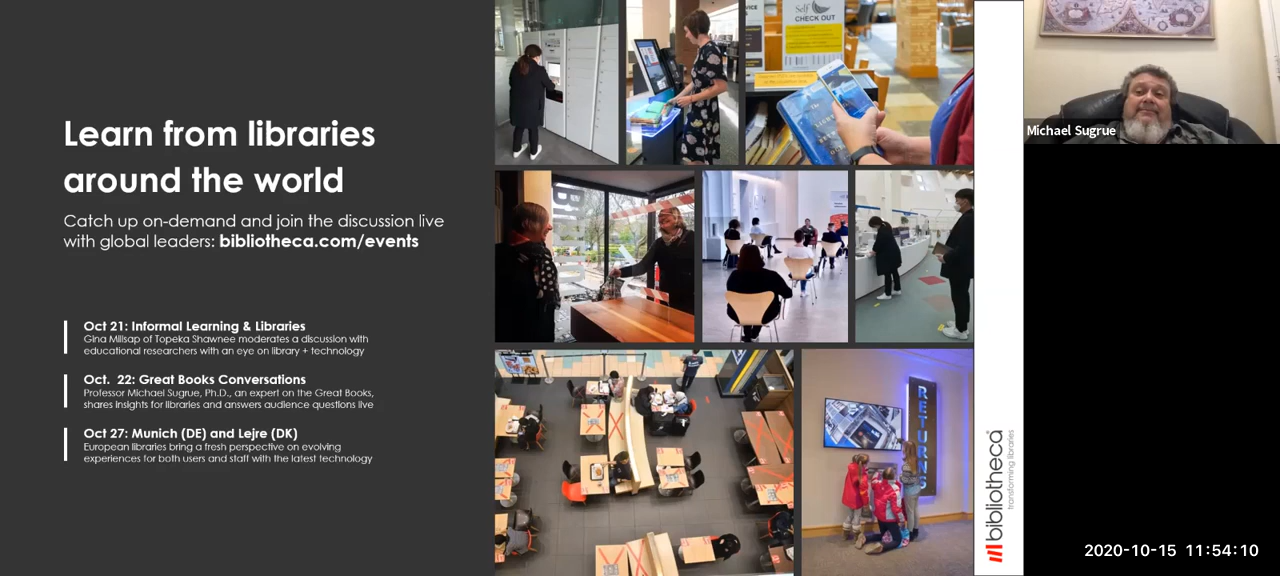 Learn from libraries
around the world
Catch up on-demand and join the discussion live
with global leaders: bibliotheca.com/events
Oct 21: Informal Learning & Libraries
Gina Millsap of Topeka Shawnee moderates a discussion with
educational researchers with an eye on library + technology
Oct. 22: Great Books Conversations
Professor Michael Sugrue, Ph.D., an expert on the Great Books,
shares insights for libraries and answers audience questions live
Oct 27: Munich (DE) and Lejre (DK)
European libraries bring a fresh perspective on evolving
experiences for both users and staff with the latest technology
Self
CHECK OUT
RETURNS
bibliotheca
transforming libraries
Michael Sugrue
2020-10-15 11:54:10